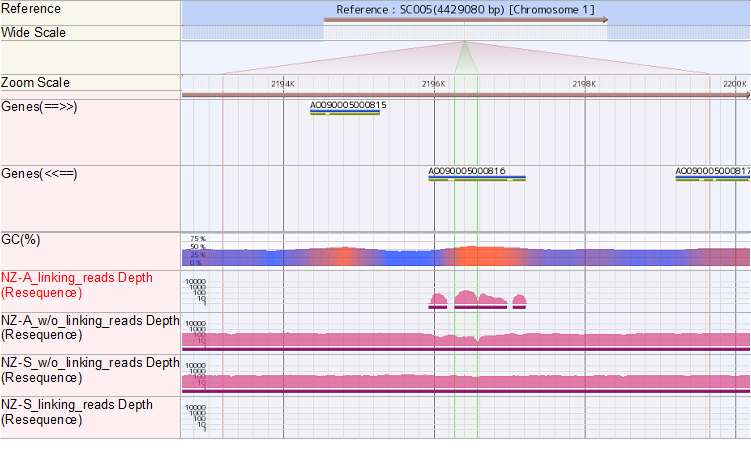 Reference
Reference : SC005(4429080 bp) [Chromosome 1]
Wide Scale
Zoom Scale
2194K 2196K 2198K 2200K
Genes(==>>)
AO090005000815
Genes(<<==)
AO090005000816 AO090005000817
GC(%)
75 %
50 %
25 %
0 %
NZ-A_linking_reads Depth
(Resequence)
10000
1000
100
10
NZ-A_w/o_linking_reads Depth
(Resequence)
10000
1000
100
10
NZ-S_w/o_linking_reads Depth
(Resequence)
10000
1000
100
10
NZ-S_linking_reads Depth
(Resequence)
10000
1000
100
10